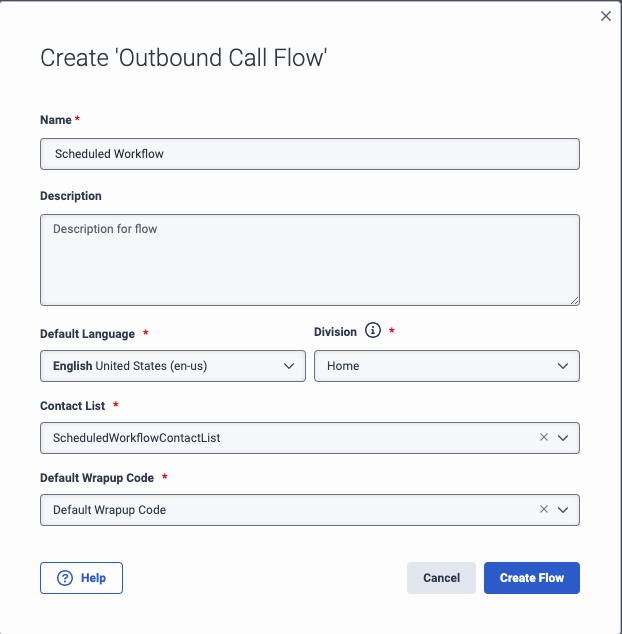 Create 'Outbound Call Flow'
Name *
Scheduled Workflow
Description
Description for flow
Default Language *
Division *
English United States (en-us)
Home
Contact List *
ScheduledWorkflowContactList
Default Wrapup Code *
Default Wrapup Code
Help
Cancel
Create Flow